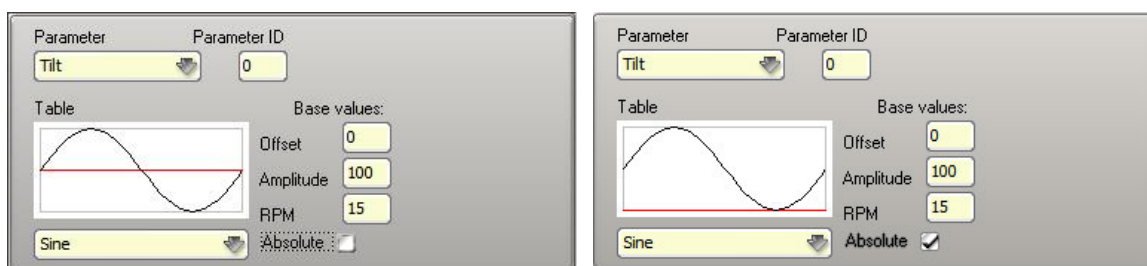 Parameter Parameter ID
Tilt 0
Table Base values:
Offset 0
Amplitude 100
RPM 15
Sine Absolute
Parameter Parameter ID
Tilt 0
Table Base values:
Offset 0
Amplitude 100
RPM 15
Sine Absolute